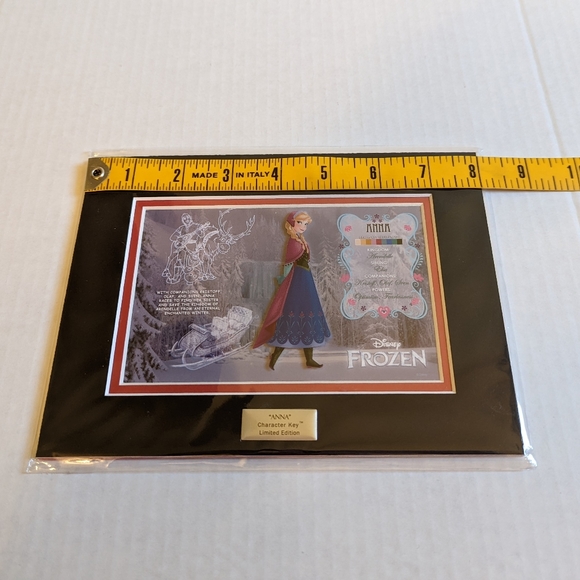 1 2 MADE 3 IN ITALY 4 5 6 7 8 9 1
ANNA
WITH COMPANIONS KRISTOFF,
OLAF, AND SVEN, ANNA
RACES TO FIND HER SISTER
AND SAVE THE KINGDOM OF
ARENDELLE FROM AN ETERNAL
ENCHANTED WINTER.
Arendelle
Disney
FROZEN
"ANNA"
Character Key™
Limited Edition